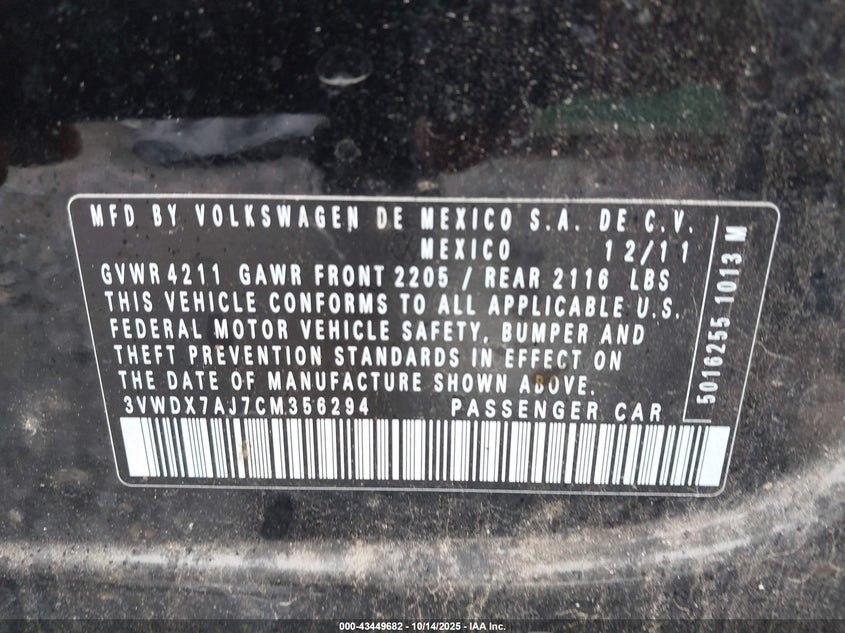 MFD BY VOLKSWAGEN DE MEXICO S.A. DE C.V.
MEXICO 12/11
GVWR 4211 GAWR FRONT 2205 / REAR 2116 LBS
THIS VEHICLE CONFORMS TO ALL APPLICABLE U.S.
FEDERAL MOTOR VEHICLE SAFETY, BUMPER AND
THEFT PREVENTION STANDARDS IN EFFECT ON
THE DATE OF MANUFACTURE SHOWN ABOVE.
3VWDX7AJ7CM356294 PASSENGER CAR
5016255 1013 M
000-43449682 - 10/14/2025 - IAA Inc.